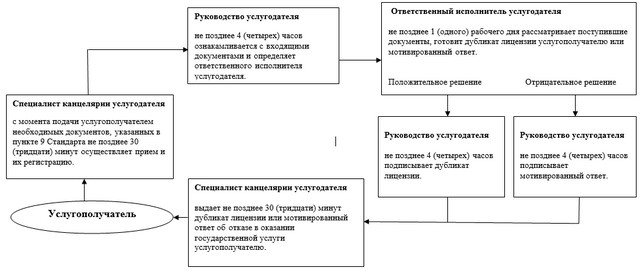 Руководство услугодателя
не позднее 4 (четырех) часов
ознакамливается с входящими
документами и определяет
ответственного исполнителя
услугодателя.
Ответственный исполнитель услугодателя
не позднее 1 (одного) рабочего дня рассматривает поступившие
документы, готовит дубликат лицензии услугополучателю или
мотивированный ответ.
Положительное решение
Отрицательное решение
Специалист канцелярии услугодателя
с момента подачи услугополучателем
необходимых документов, указанных в
пункте 9 Стандарта не позднее 30
(тридцати) минут осуществляет прием и
их регистрацию.
Руководство услугодателя
не позднее 4 (четырех) часов
подписывает дубликат
лицензии.
Руководство услугодателя
не позднее 4 (четырех) часов
подписывает
мотивированный ответ.
Специалист канцелярии услугодателя
выдает не позднее 30 (тридцати) минут
дубликат лицензии или мотивированный
ответ об отказе в оказании
государственной услуги
услугополучателю.
Услугополучатель